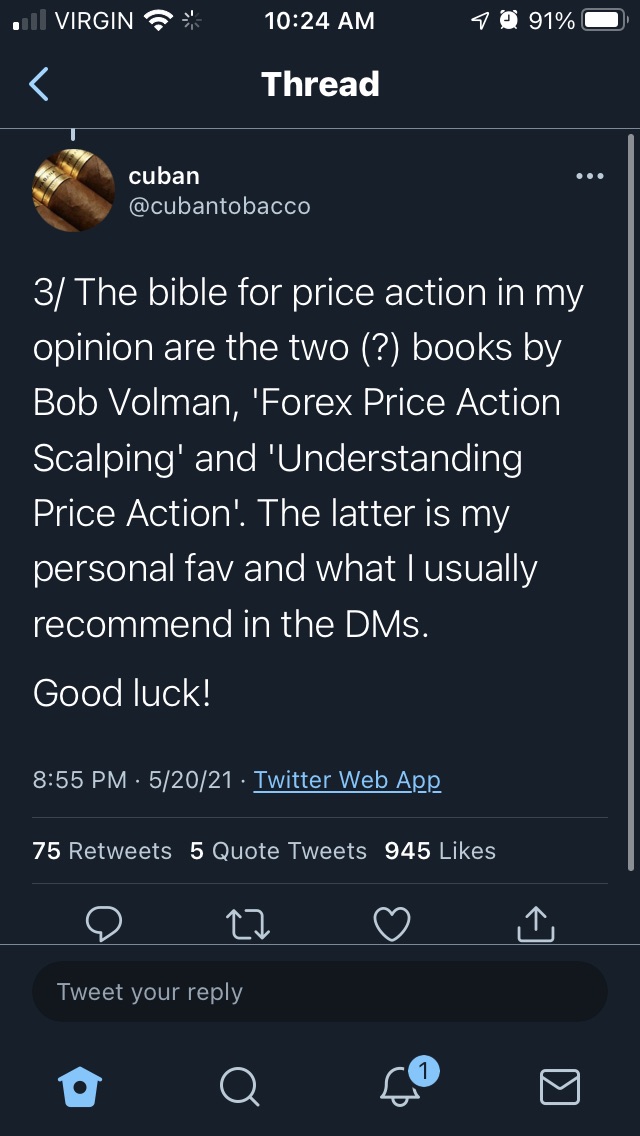 VIRGIN 10:24 AM 91%
Thread
cuban
@cubantobacco
3/ The bible for price action in my
opinion are the two (?) books by
Bob Volman, 'Forex Price Action
Scalping' and 'Understanding
Price Action'. The latter is my
personal fav and what I usually
recommend in the DMs.
Good luck!
8:55 PM · 5/20/21 · Twitter Web App
75 Retweets 5 Quote Tweets 945 Likes
Tweet your reply
1